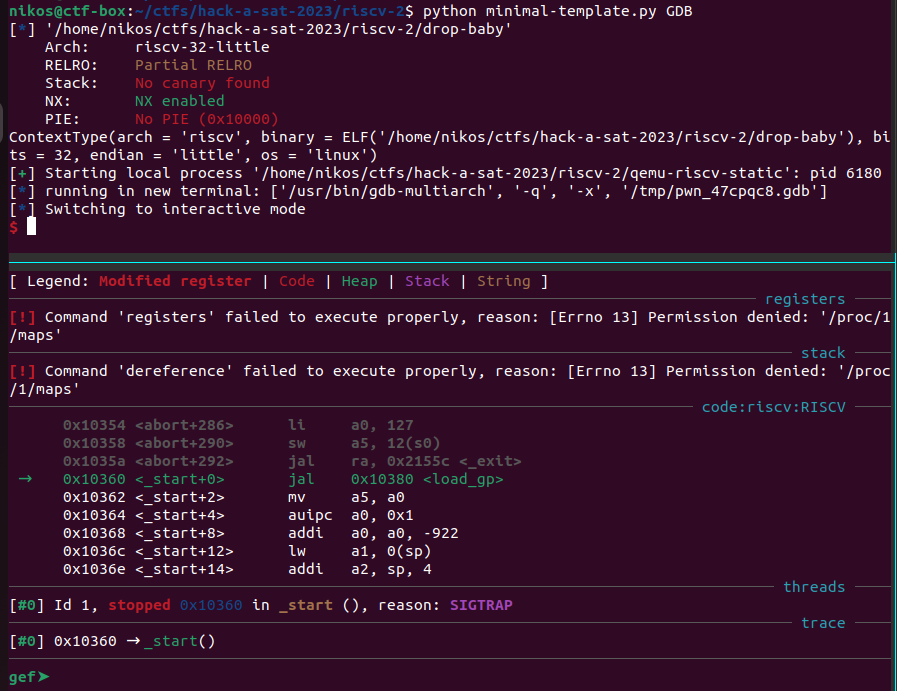 nikos@ctf-box:~/ctfs/hack-a-sat-2023/riscv-2$ python minimal-template.py GDB
[*] '/home/nikos/ctfs/hack-a-sat-2023/riscv-2/drop-baby'
    Arch:     riscv-32-little
    RELRO:    Partial RELRO
    Stack:    No canary found
    NX:       NX enabled
    PIE:      No PIE (0x10000)
ContextType(arch = 'riscv', binary = ELF('/home/nikos/ctfs/hack-a-sat-2023/riscv-2/drop-baby'), bi
ts = 32, endian = 'little', os = 'linux')
[+] Starting local process '/home/nikos/ctfs/hack-a-sat-2023/riscv-2/qemu-riscv-static': pid 6180
[*] running in new terminal: ['/usr/bin/gdb-multiarch', '-q', '-x', '/tmp/pwn_47cpqc8.gdb']
[*] Switching to interactive mode
$
[ Legend: Modified register | Code | Heap | Stack | String ]
registers
[!] Command 'registers' failed to execute properly, reason: [Errno 13] Permission denied: '/proc/1
/maps'
stack
[!] Command 'dereference' failed to execute properly, reason: [Errno 13] Permission denied: '/proc
/1/maps'
code:riscv:RISCV
      0x10354 <abort+286>      li     a0, 127
      0x10358 <abort+290>      sw     a5, 12(s0)
      0x1035a <abort+292>      jal    ra, 0x2155c <_exit>
 →    0x10360 <_start+0>       jal    0x10380 <load_gp>
      0x10362 <_start+2>       mv     a5, a0
      0x10364 <_start+4>       auipc  a0, 0x1
      0x10368 <_start+8>       addi   a0, a0, -922
      0x1036c <_start+12>      lw     a1, 0(sp)
      0x1036e <_start+14>      addi   a2, sp, 4
threads
[#0] Id 1, stopped 0x10360 in _start (), reason: SIGTRAP
trace
[#0] 0x10360 → _start()
gef➤